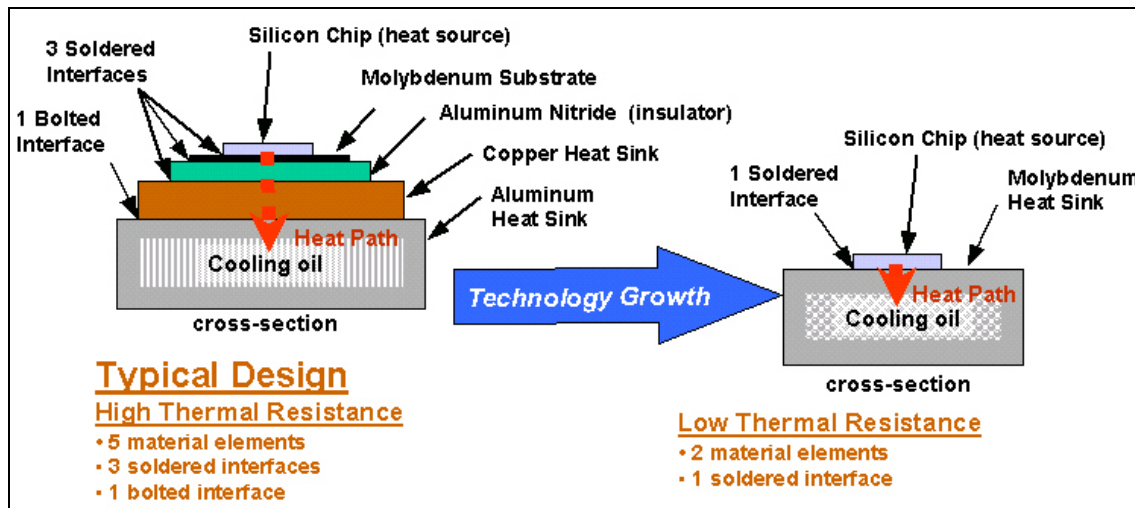 Silicon Chip (heat source)
3 Soldered
Interfaces
Molybdenum Substrate
1 Bolted
Interface
Aluminum Nitride (insulator)
Copper Heat Sink
Aluminum
Heat Sink
Heat Path
Cooling oil
cross-section
Typical Design
High Thermal Resistance
• 5 material elements
• 3 soldered interfaces
• 1 bolted interface
Technology Growth
Silicon Chip (heat source)
1 Soldered
Interface
Molybdenum
Heat Sink
Heat Path
Cooling oil
cross-section
Low Thermal Resistance
• 2 material elements
• 1 soldered interface